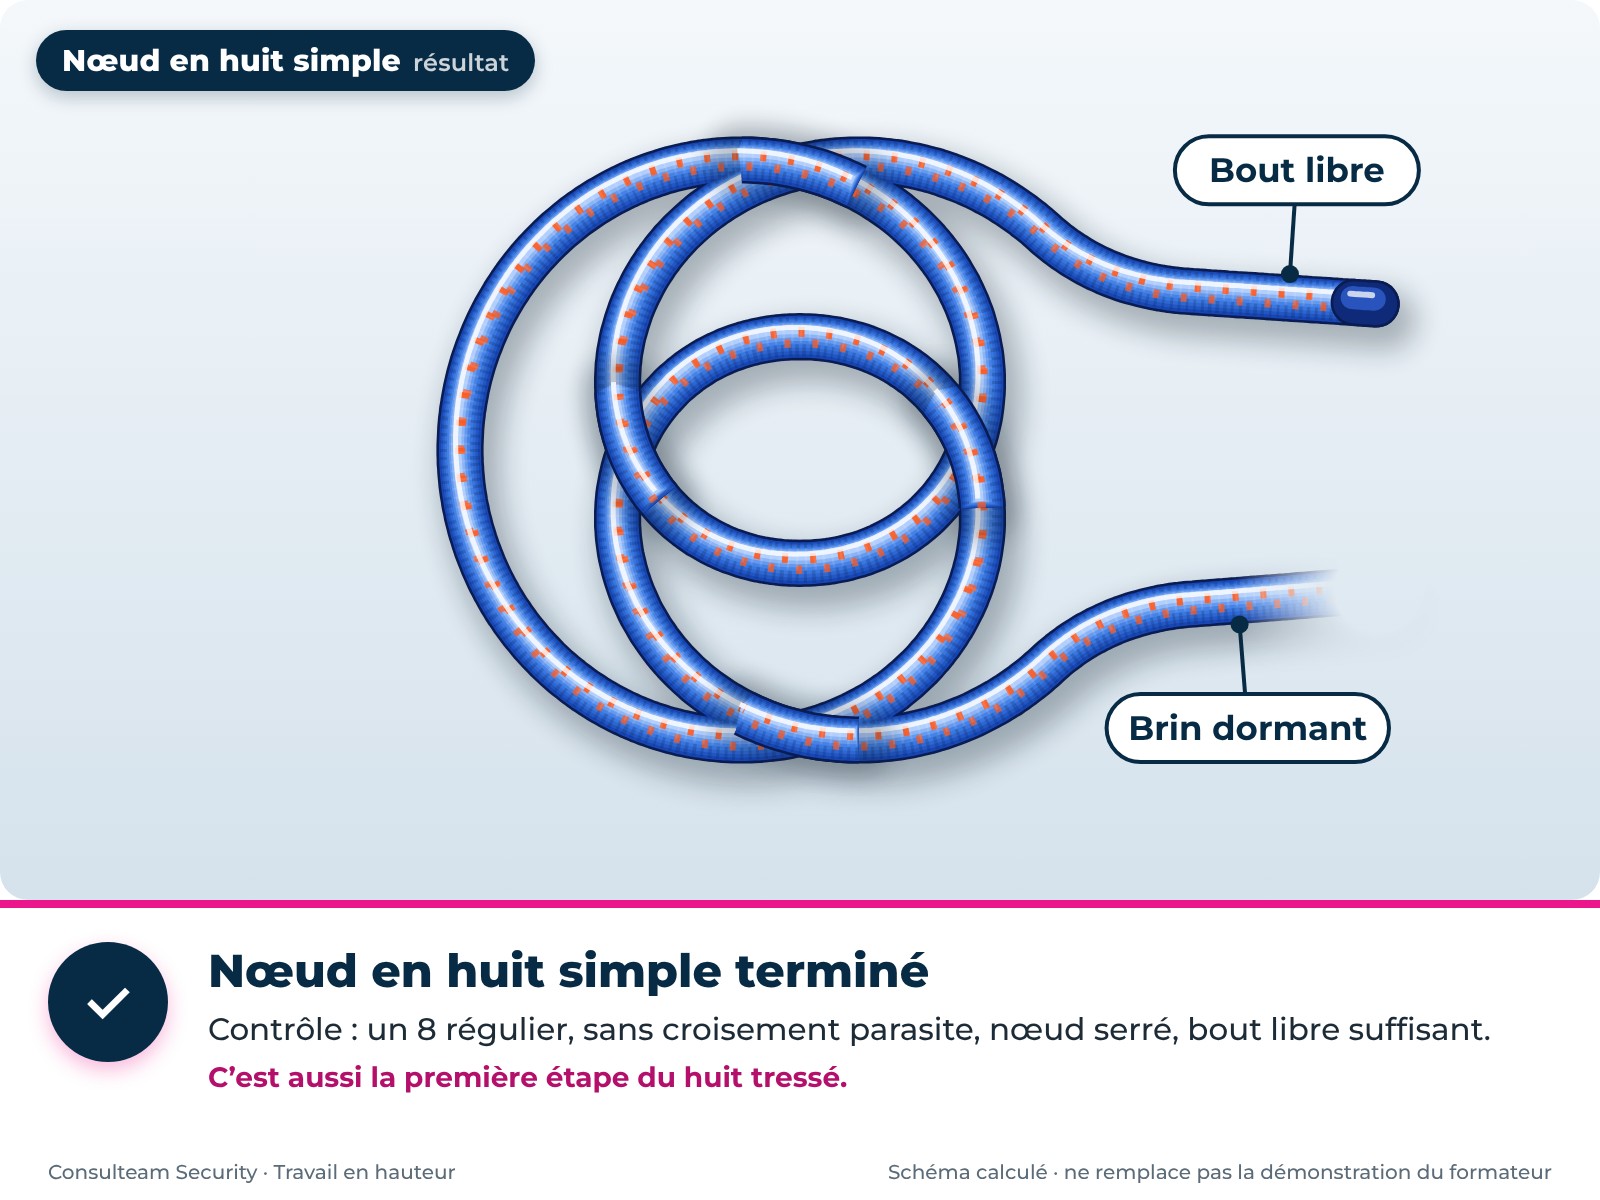 Nœud en huit simple résultat
Bout libre
Brin dormant
Nœud en huit simple terminé
Contrôle : un 8 régulier, sans croisement parasite, nœud serré, bout libre suffisant.
C’est aussi la première étape du huit tressé.
Consulteam Security · Travail en hauteur
Schéma calculé · ne remplace pas la démonstration du formateur